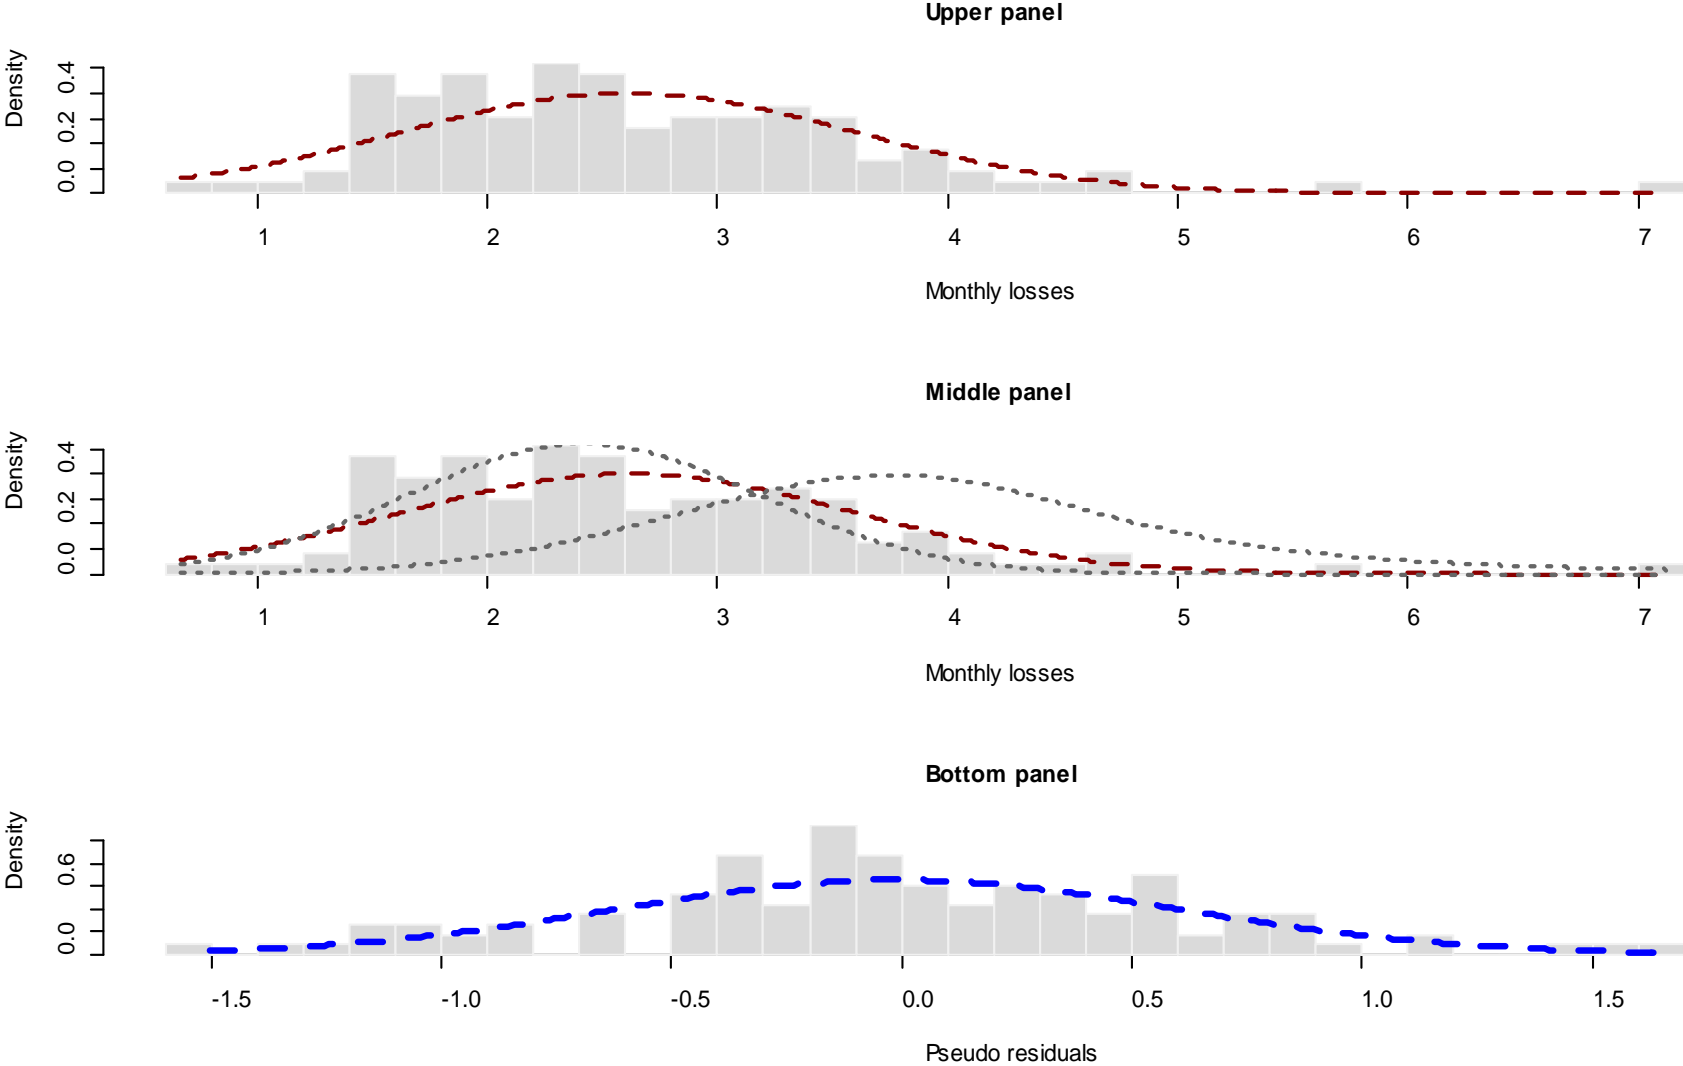 Upper panel
Density
0.0 0.2 0.4
1 2 3 4 5 6 7
Monthly losses
Middle panel
Density
0.0 0.2 0.4
1 2 3 4 5 6 7
Monthly losses
Bottom panel
Density
0.0 0.6
-1.5 -1.0 -0.5 0.0 0.5 1.0 1.5
Pseudo residuals